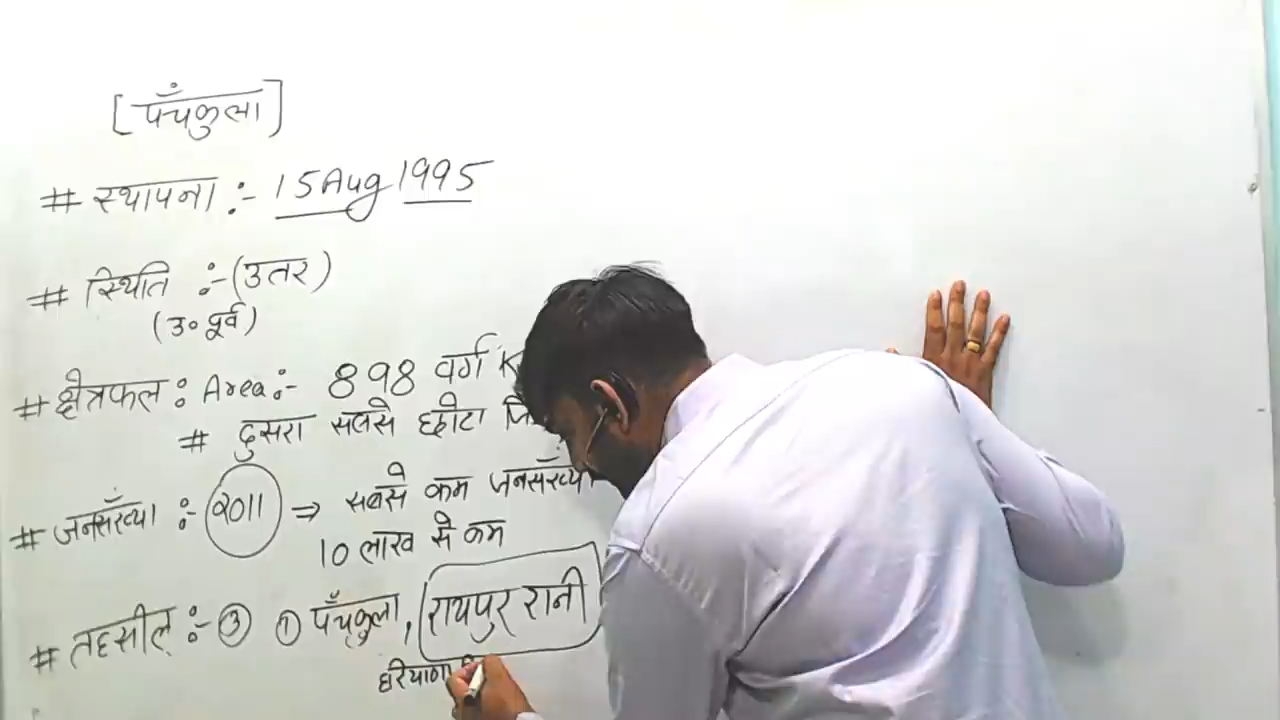 [पँचकुला]
# स्थापना :- 15 Aug 1995
# स्थिति :- (उतर)
(उ० पूर्व)
# क्षेत्रफल : Area :- 898 वर्ग
# दुसरा सबसे छोटा
# जनसँख्या :- 2011 ⇒ सबसे कम जनसँख्या
10 लाख से कम
# तहसील :- ③ ① पँचकुला, रायपुर रानी
हरियाणा